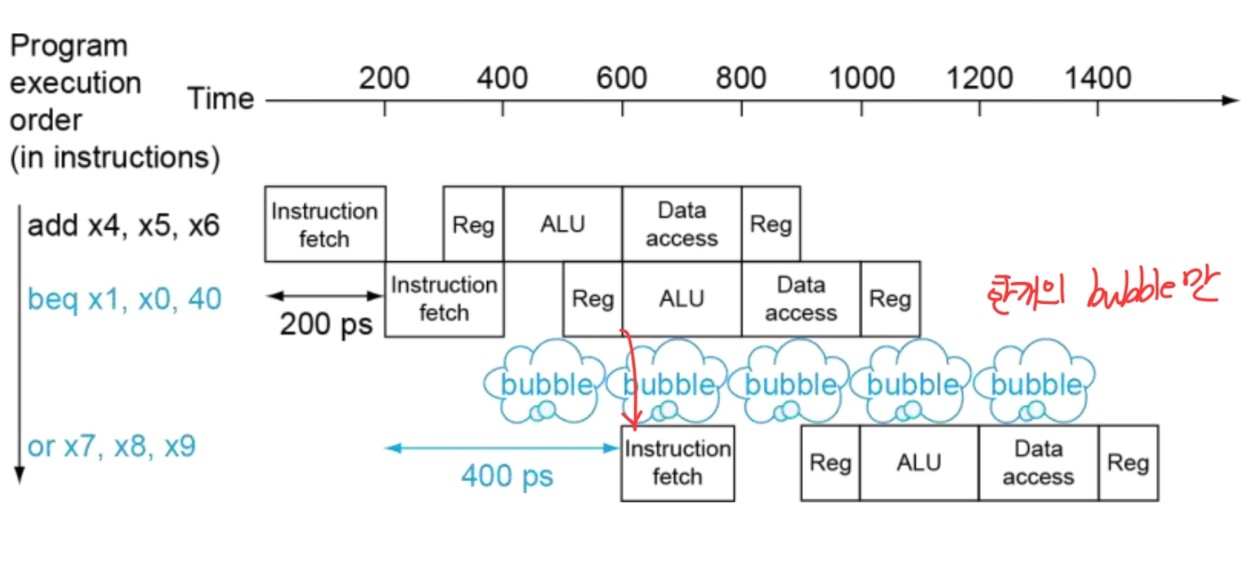 Program
execution
order
(in instructions)
Time
200 400 600 800 1000 1200 1400
add x4, x5, x6
Instruction
fetch
Reg
ALU
Data
access
Reg
beq x1, x0, 40
200 ps
Instruction
fetch
Reg
ALU
Data
access
Reg
한개의 bubble만
bubble bubble bubble bubble bubble
or x7, x8, x9
400 ps
Instruction
fetch
Reg
ALU
Data
access
Reg